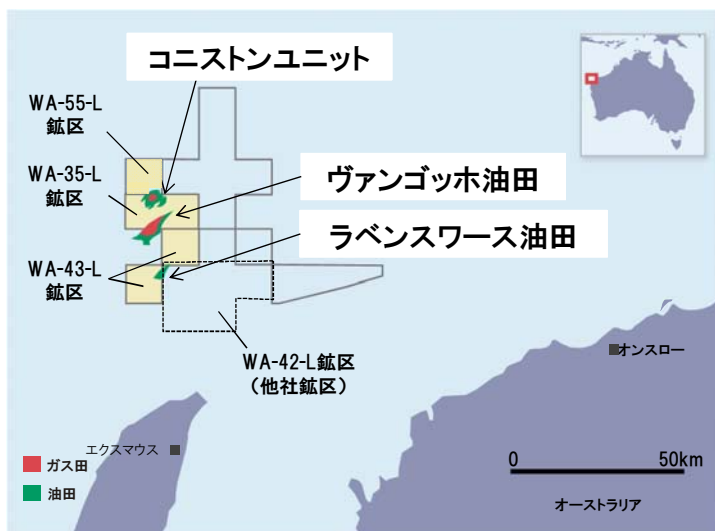 コニストンユニット
WA-55-L
鉱区
WA-35-L
鉱区
ヴァンゴッホ油田
ラベンスワース油田
WA-43-L
鉱区
WA-42-L鉱区
（他社鉱区）
オンスロー
エクスマウス
ガス田
油田
0 50km
オーストラリア